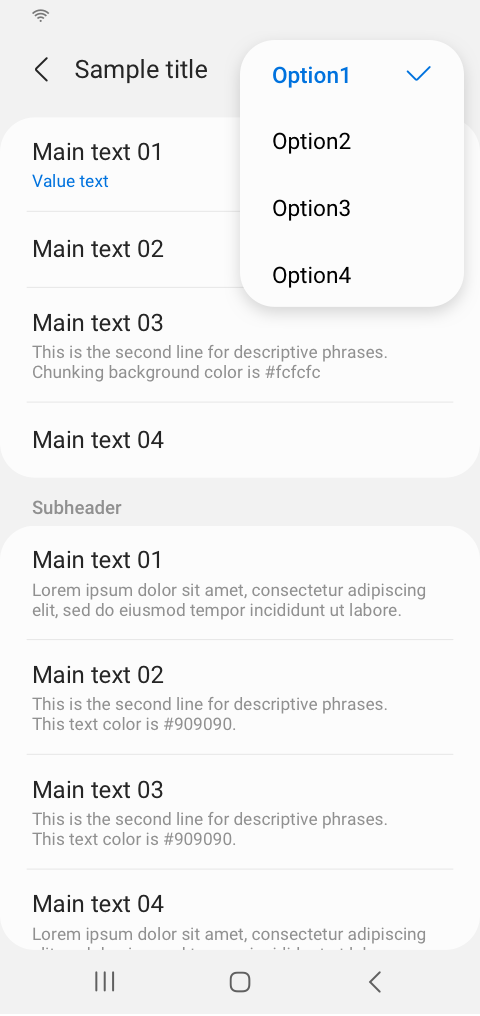 Sample title
Option1
Option2
Option3
Option4
Main text 01
Value text
Main text 02
Main text 03
This is the second line for descriptive phrases.
Chunking background color is #fcfcfc
Main text 04
Subheader
Main text 01
Lorem ipsum dolor sit amet, consectetur adipiscing
elit, sed do eiusmod tempor incididunt ut labore.
Main text 02
This is the second line for descriptive phrases.
This text color is #909090.
Main text 03
This is the second line for descriptive phrases.
This text color is #909090.
Main text 04
Lorem ipsum dolor sit amet, consectetur adipiscing